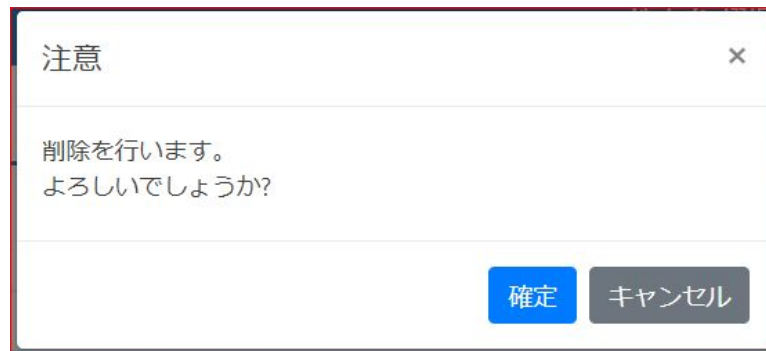 注意
×
削除を行います。
よろしいでしょうか?
確定
キャンセル